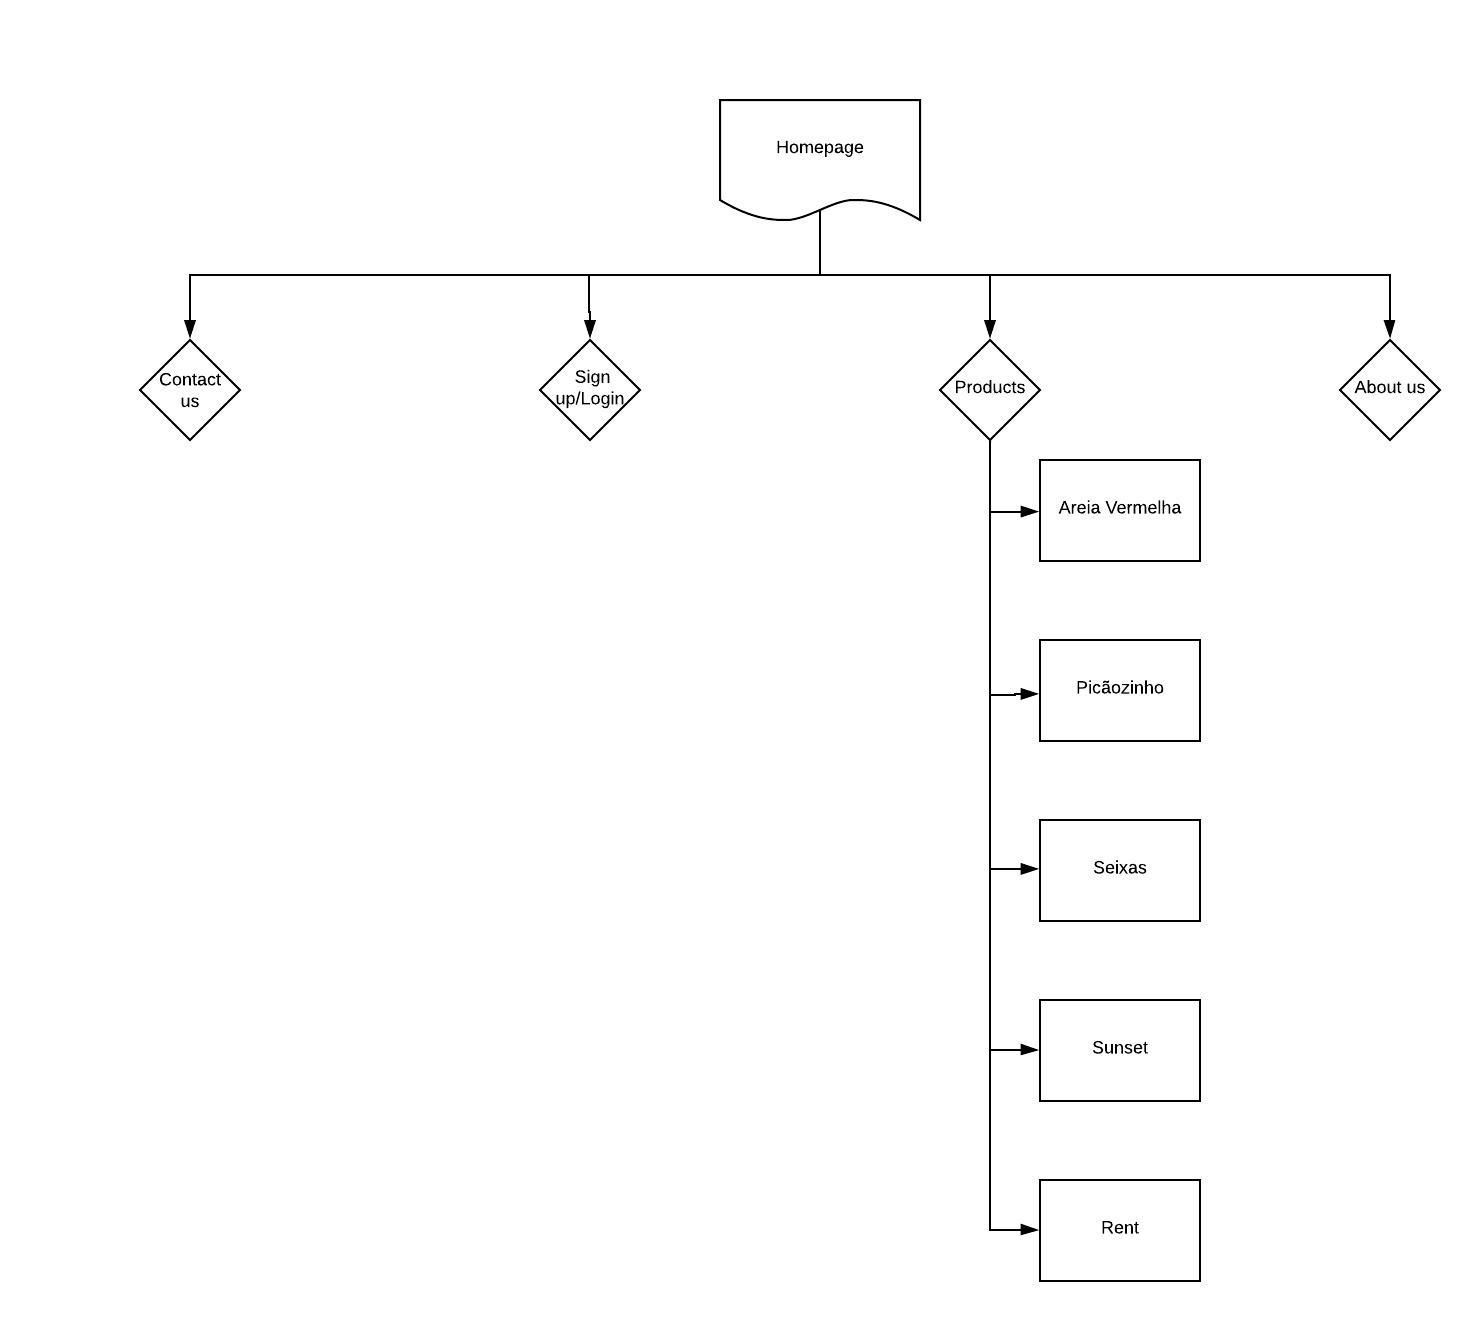 Homepage
Contact
us
Sign
up/Login
Products
About us
Areia Vermelha
Picãozinho
Seixas
Sunset
Rent